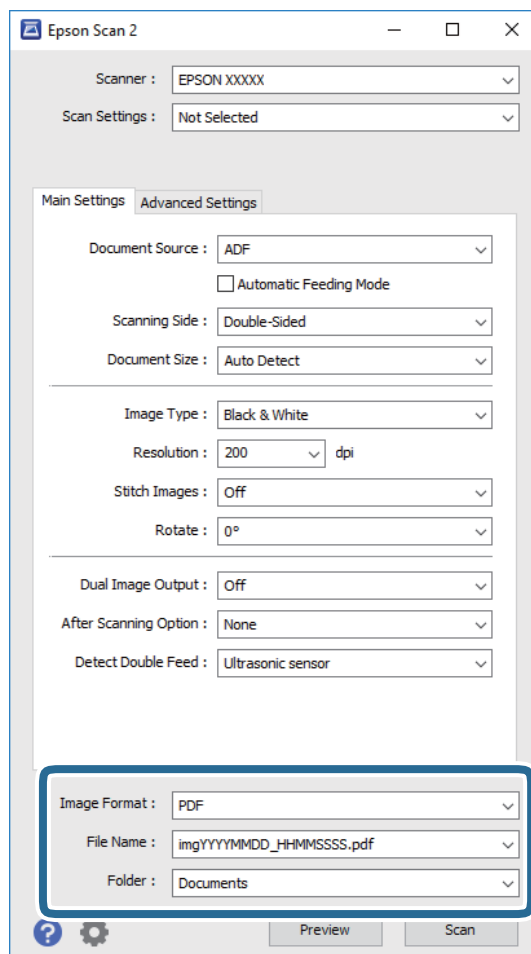 Epson Scan 2
Scanner : EPSON XXXXX
Scan Settings : Not Selected
Main Settings Advanced Settings
Document Source : ADF
Automatic Feeding Mode
Scanning Side : Double-Sided
Document Size : Auto Detect
Image Type : Black & White
Resolution : 200 dpi
Stitch Images : Off
Rotate : 0°
Dual Image Output : Off
After Scanning Option : None
Detect Double Feed : Ultrasonic sensor
Image Format : PDF
File Name : imgYYYYMMDD_HHMMSSSS.pdf
Folder : Documents
? Preview Scan